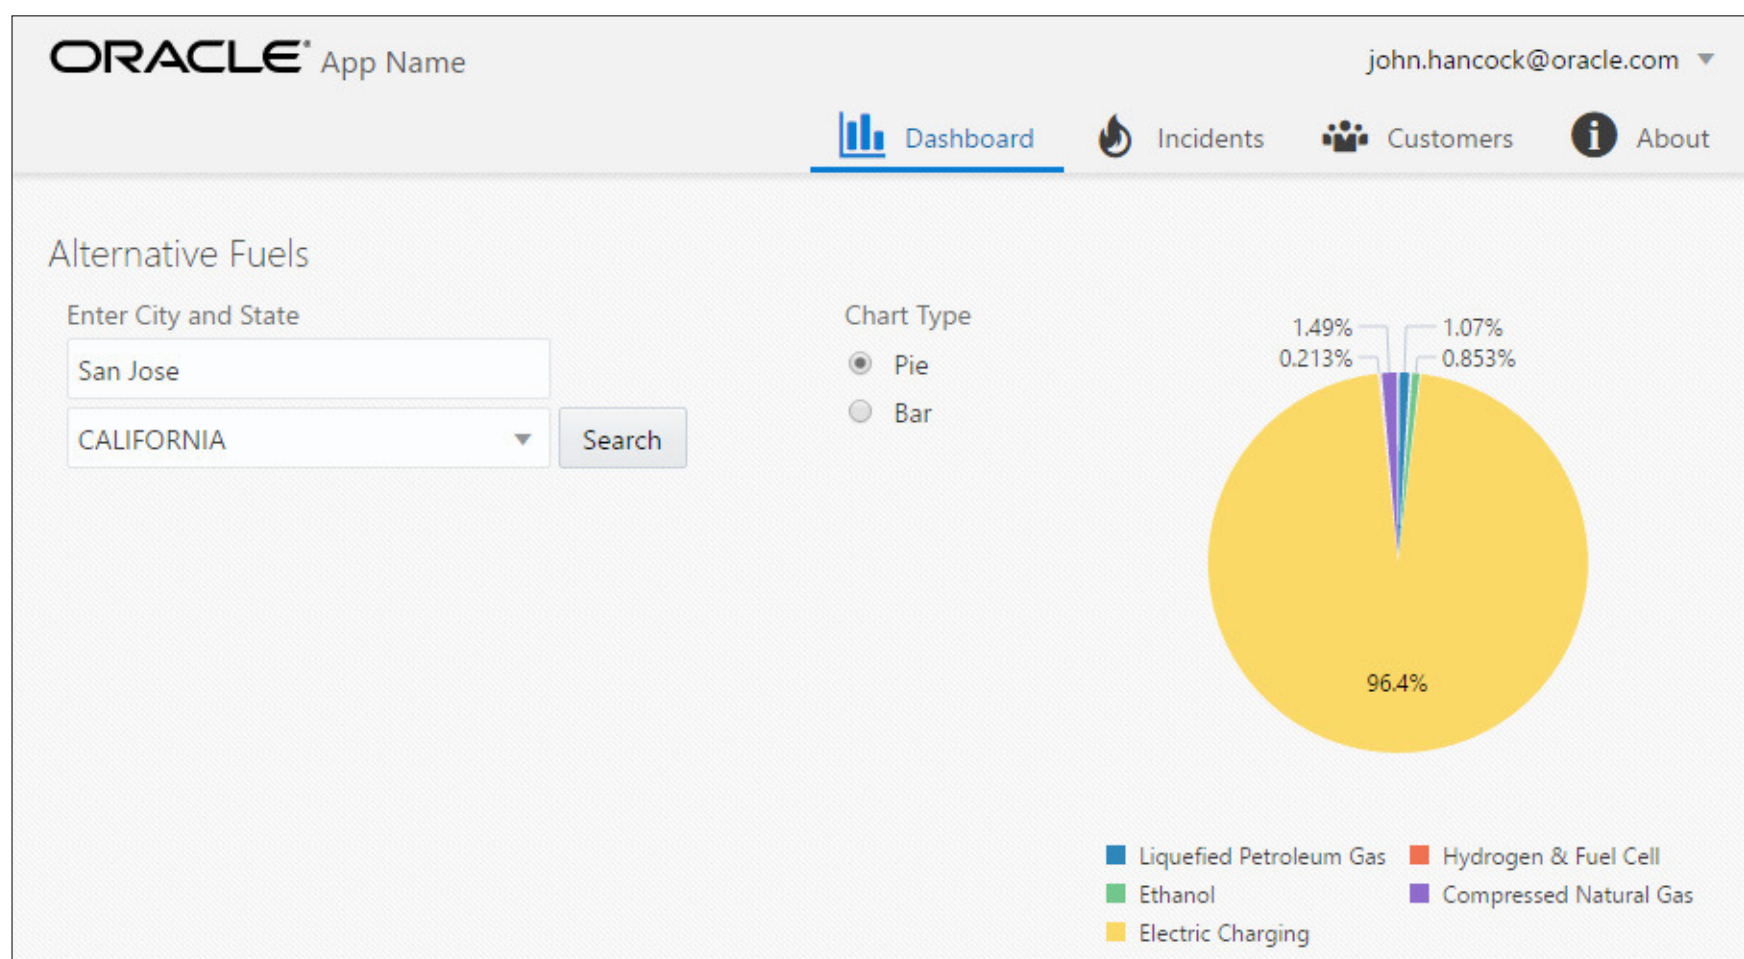 ORACLE App Name
john.hancock@oracle.com
Dashboard
Incidents
Customers
About
Alternative Fuels
Enter City and State
San Jose
CALIFORNIA
Search
Chart Type
Pie
Bar
1.49%
1.07%
0.213%
0.853%
96.4%
Liquefied Petroleum Gas
Hydrogen & Fuel Cell
Ethanol
Compressed Natural Gas
Electric Charging